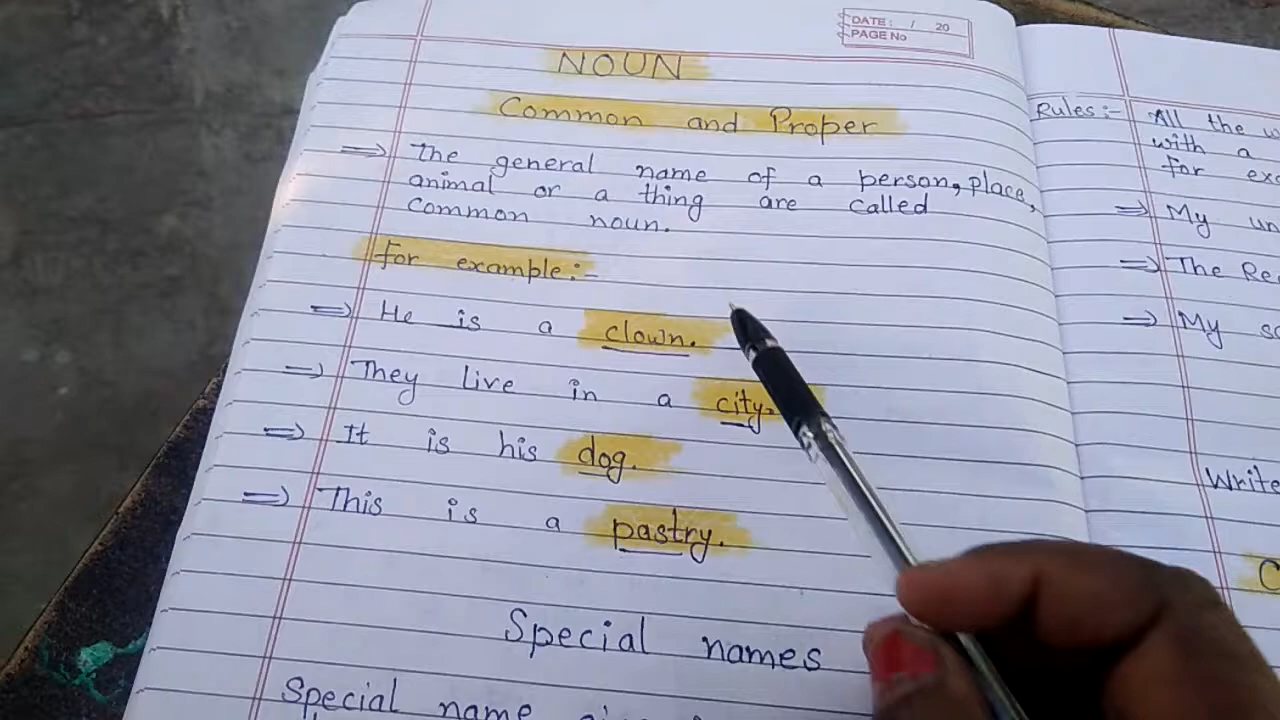 DATE: / 20
PAGE No
NOUN
Common and Proper
⇒ The general name of a person, place,
animal or a thing are called
common noun.
for example:-
⇒ He is a clown.
⇒ They live in a city.
⇒ It is his dog.
⇒ This is a pastry.
Special names
Special name
Rules:- All the
with a
for
⇒ My
⇒ The
⇒ My
Write